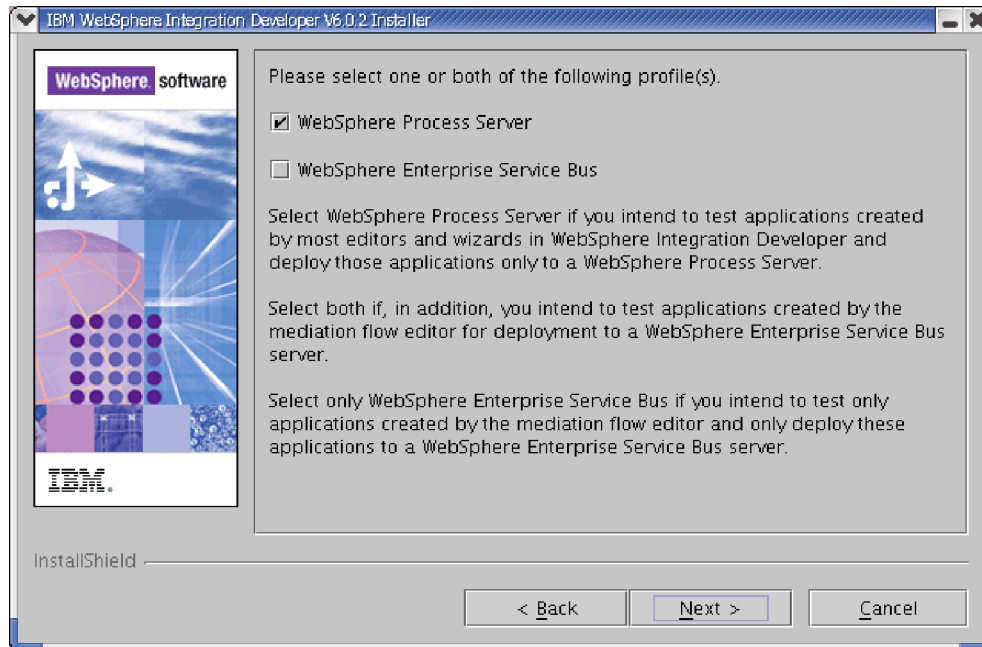 IBM WebSphere Integration Developer V6.0.2 Installer
WebSphere. software
Please select one or both of the following profile(s).
WebSphere Process Server
WebSphere Enterprise Service Bus
Select WebSphere Process Server if you intend to test applications created
by most editors and wizards in WebSphere Integration Developer and
deploy those applications only to a WebSphere Process Server.
Select both if, in addition, you intend to test applications created by the
mediation flow editor for deployment to a WebSphere Enterprise Service Bus
server.
Select only WebSphere Enterprise Service Bus if you intend to test only
applications created by the mediation flow editor and only deploy these
applications to a WebSphere Enterprise Service Bus server.
IBM.
InstallShield
< Back
Next >
Cancel